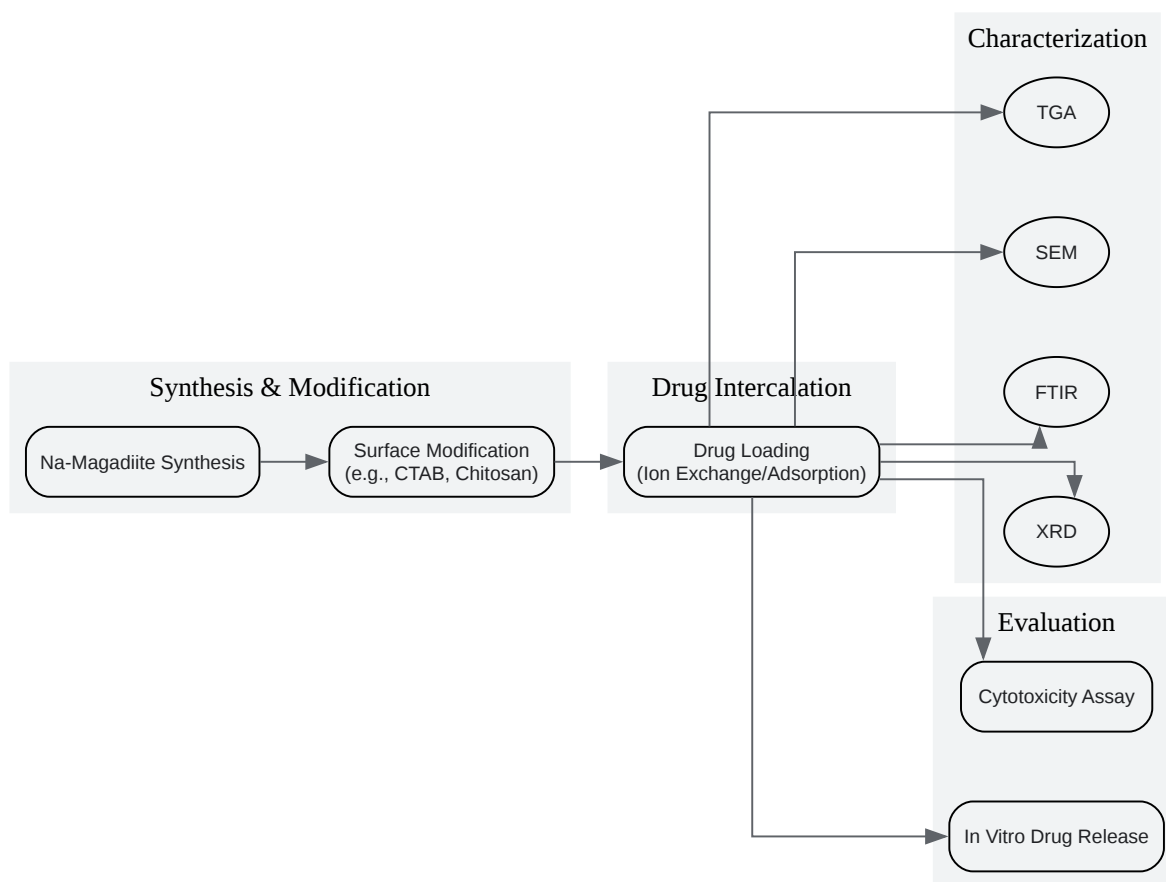 Characterization
TGA
SEM
FTIR
XRD
Synthesis & Modification
Na-Magadiite Synthesis
Surface Modification
(e.g., CTAB, Chitosan)
Drug Intercalation
Drug Loading
(Ion Exchange/Adsorption)
Evaluation
Cytotoxicity Assay
In Vitro Drug Release